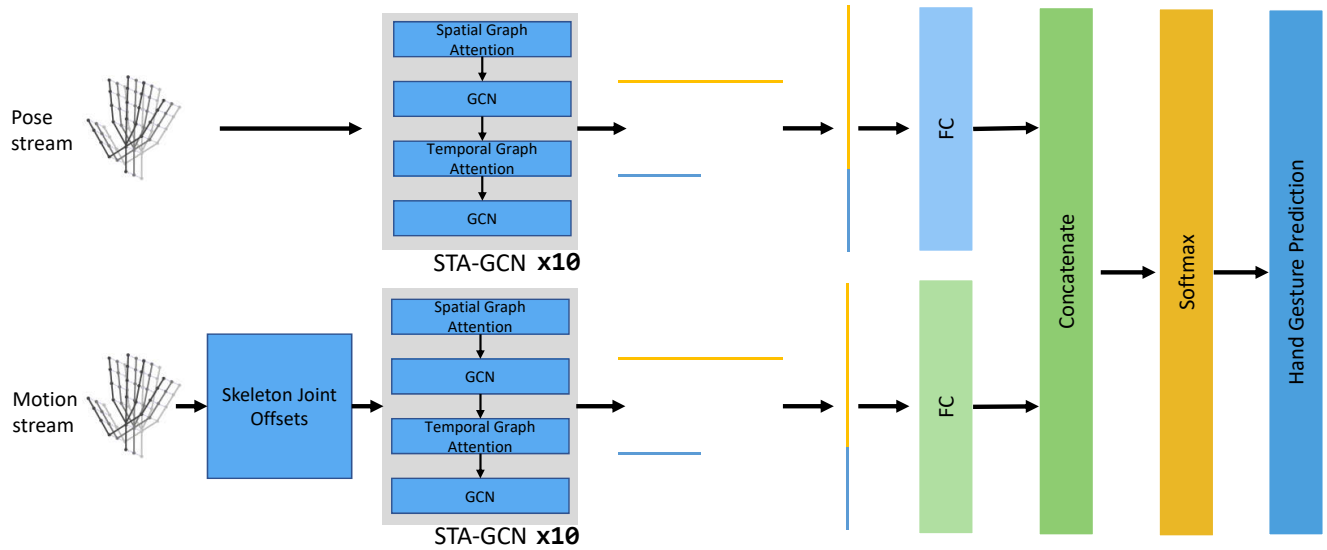 Pose
stream
Spatial Graph
Attention
GCN
Temporal Graph
Attention
GCN
STA-GCN x10
FC
Motion
stream
Skeleton Joint
Offsets
Spatial Graph
Attention
GCN
Temporal Graph
Attention
GCN
STA-GCN x10
FC
Concatenate
Softmax
Hand Gesture Prediction